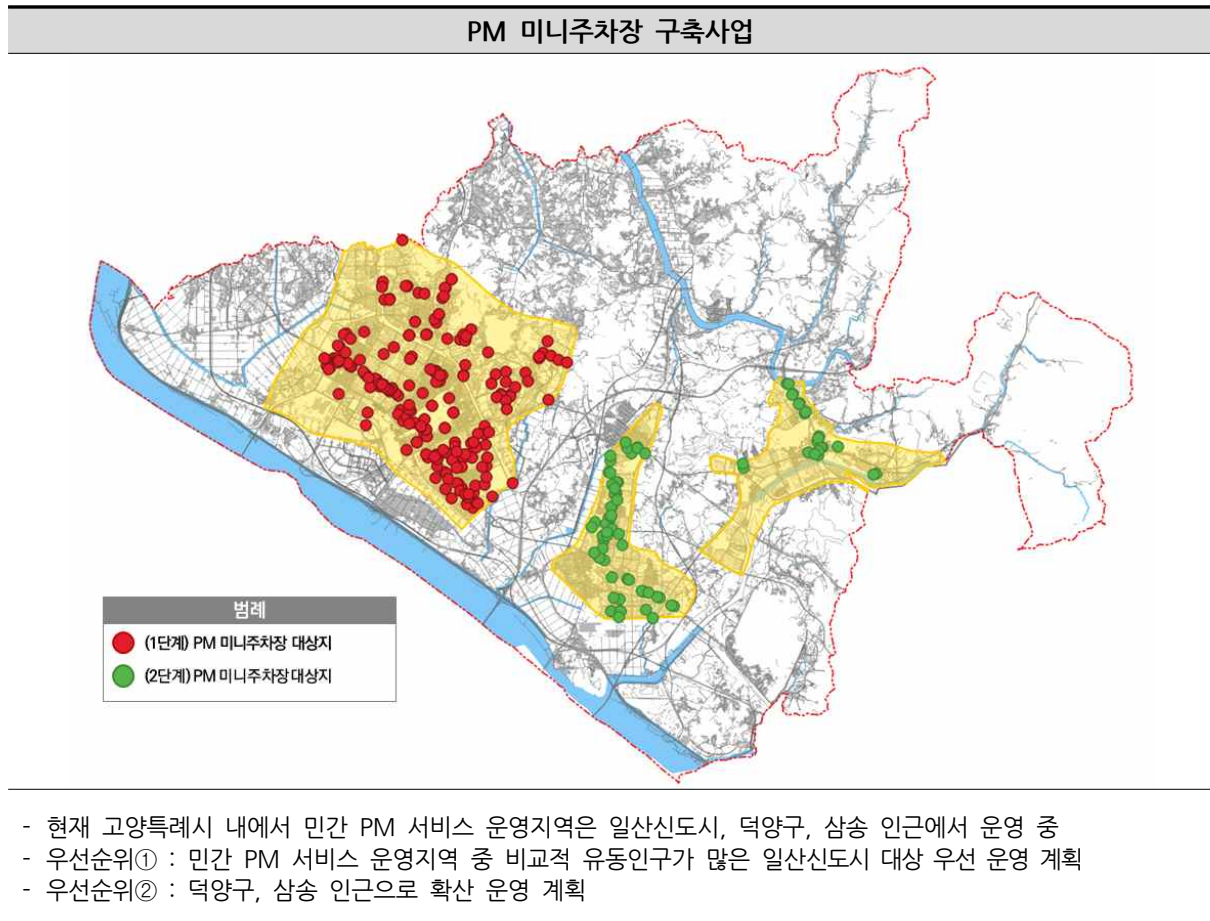 PM 미니주차장 구축사업
범례
(1단계) PM 미니주차장 대상지
(2단계) PM 미니주차장 대상지
- 현재 고양특례시 내에서 민간 PM 서비스 운영지역은 일산신도시, 덕양구, 삼송 인근에서 운영 중
- 우선순위① : 민간 PM 서비스 운영지역 중 비교적 유동인구가 많은 일산신도시 대상 우선 운영 계획
- 우선순위② : 덕양구, 삼송 인근으로 확산 운영 계획